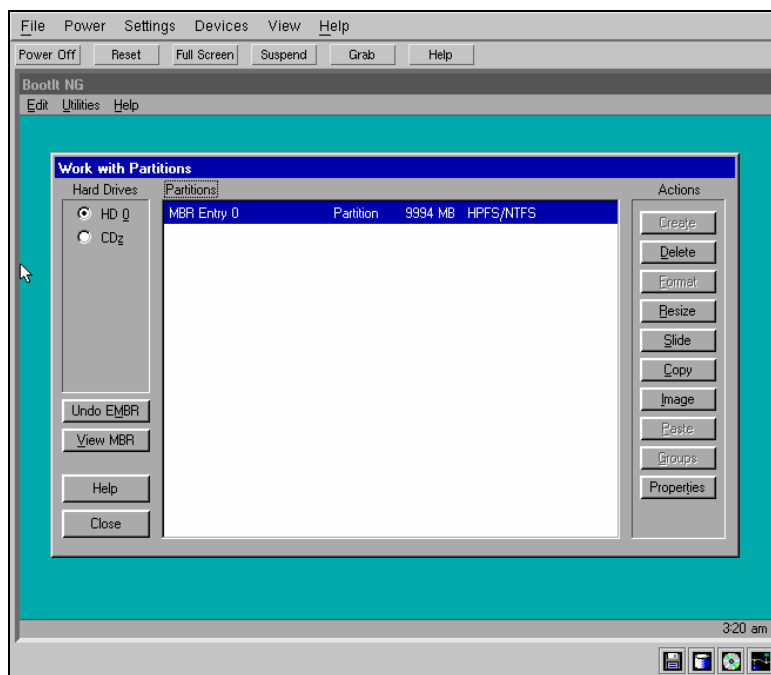 File Power Settings Devices View Help
Power Off Reset Full Screen Suspend Grab Help
BootIt NG
Edit Utilities Help
Work with Partitions
Hard Drives Partitions Actions
HD 0 MBR Entry 0 Partition 9994 MB HPFS/NTFS
CDz
Create
Delete
Format
Resize
Slide
Copy
Image
Undo EMBR
Paste
View MBR
Groups
Help Properties
Close
3:20 am